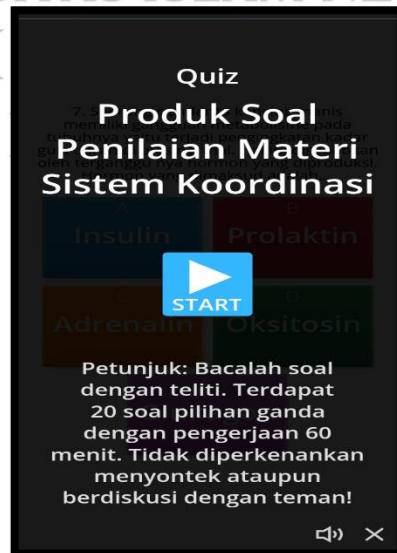 Quiz
Produk Soal
Penilaian Materi
Sistem Koordinasi
A
B
Insulin
Prolaktin
START
C
D
Adrenalin
Oksitosin
Petunjuk: Bacalah soal
dengan teliti. Terdapat
20 soal pilihan ganda
dengan pengerjaan 60
menit. Tidak diperkenankan
menyontek ataupun
berdiskusi dengan teman!